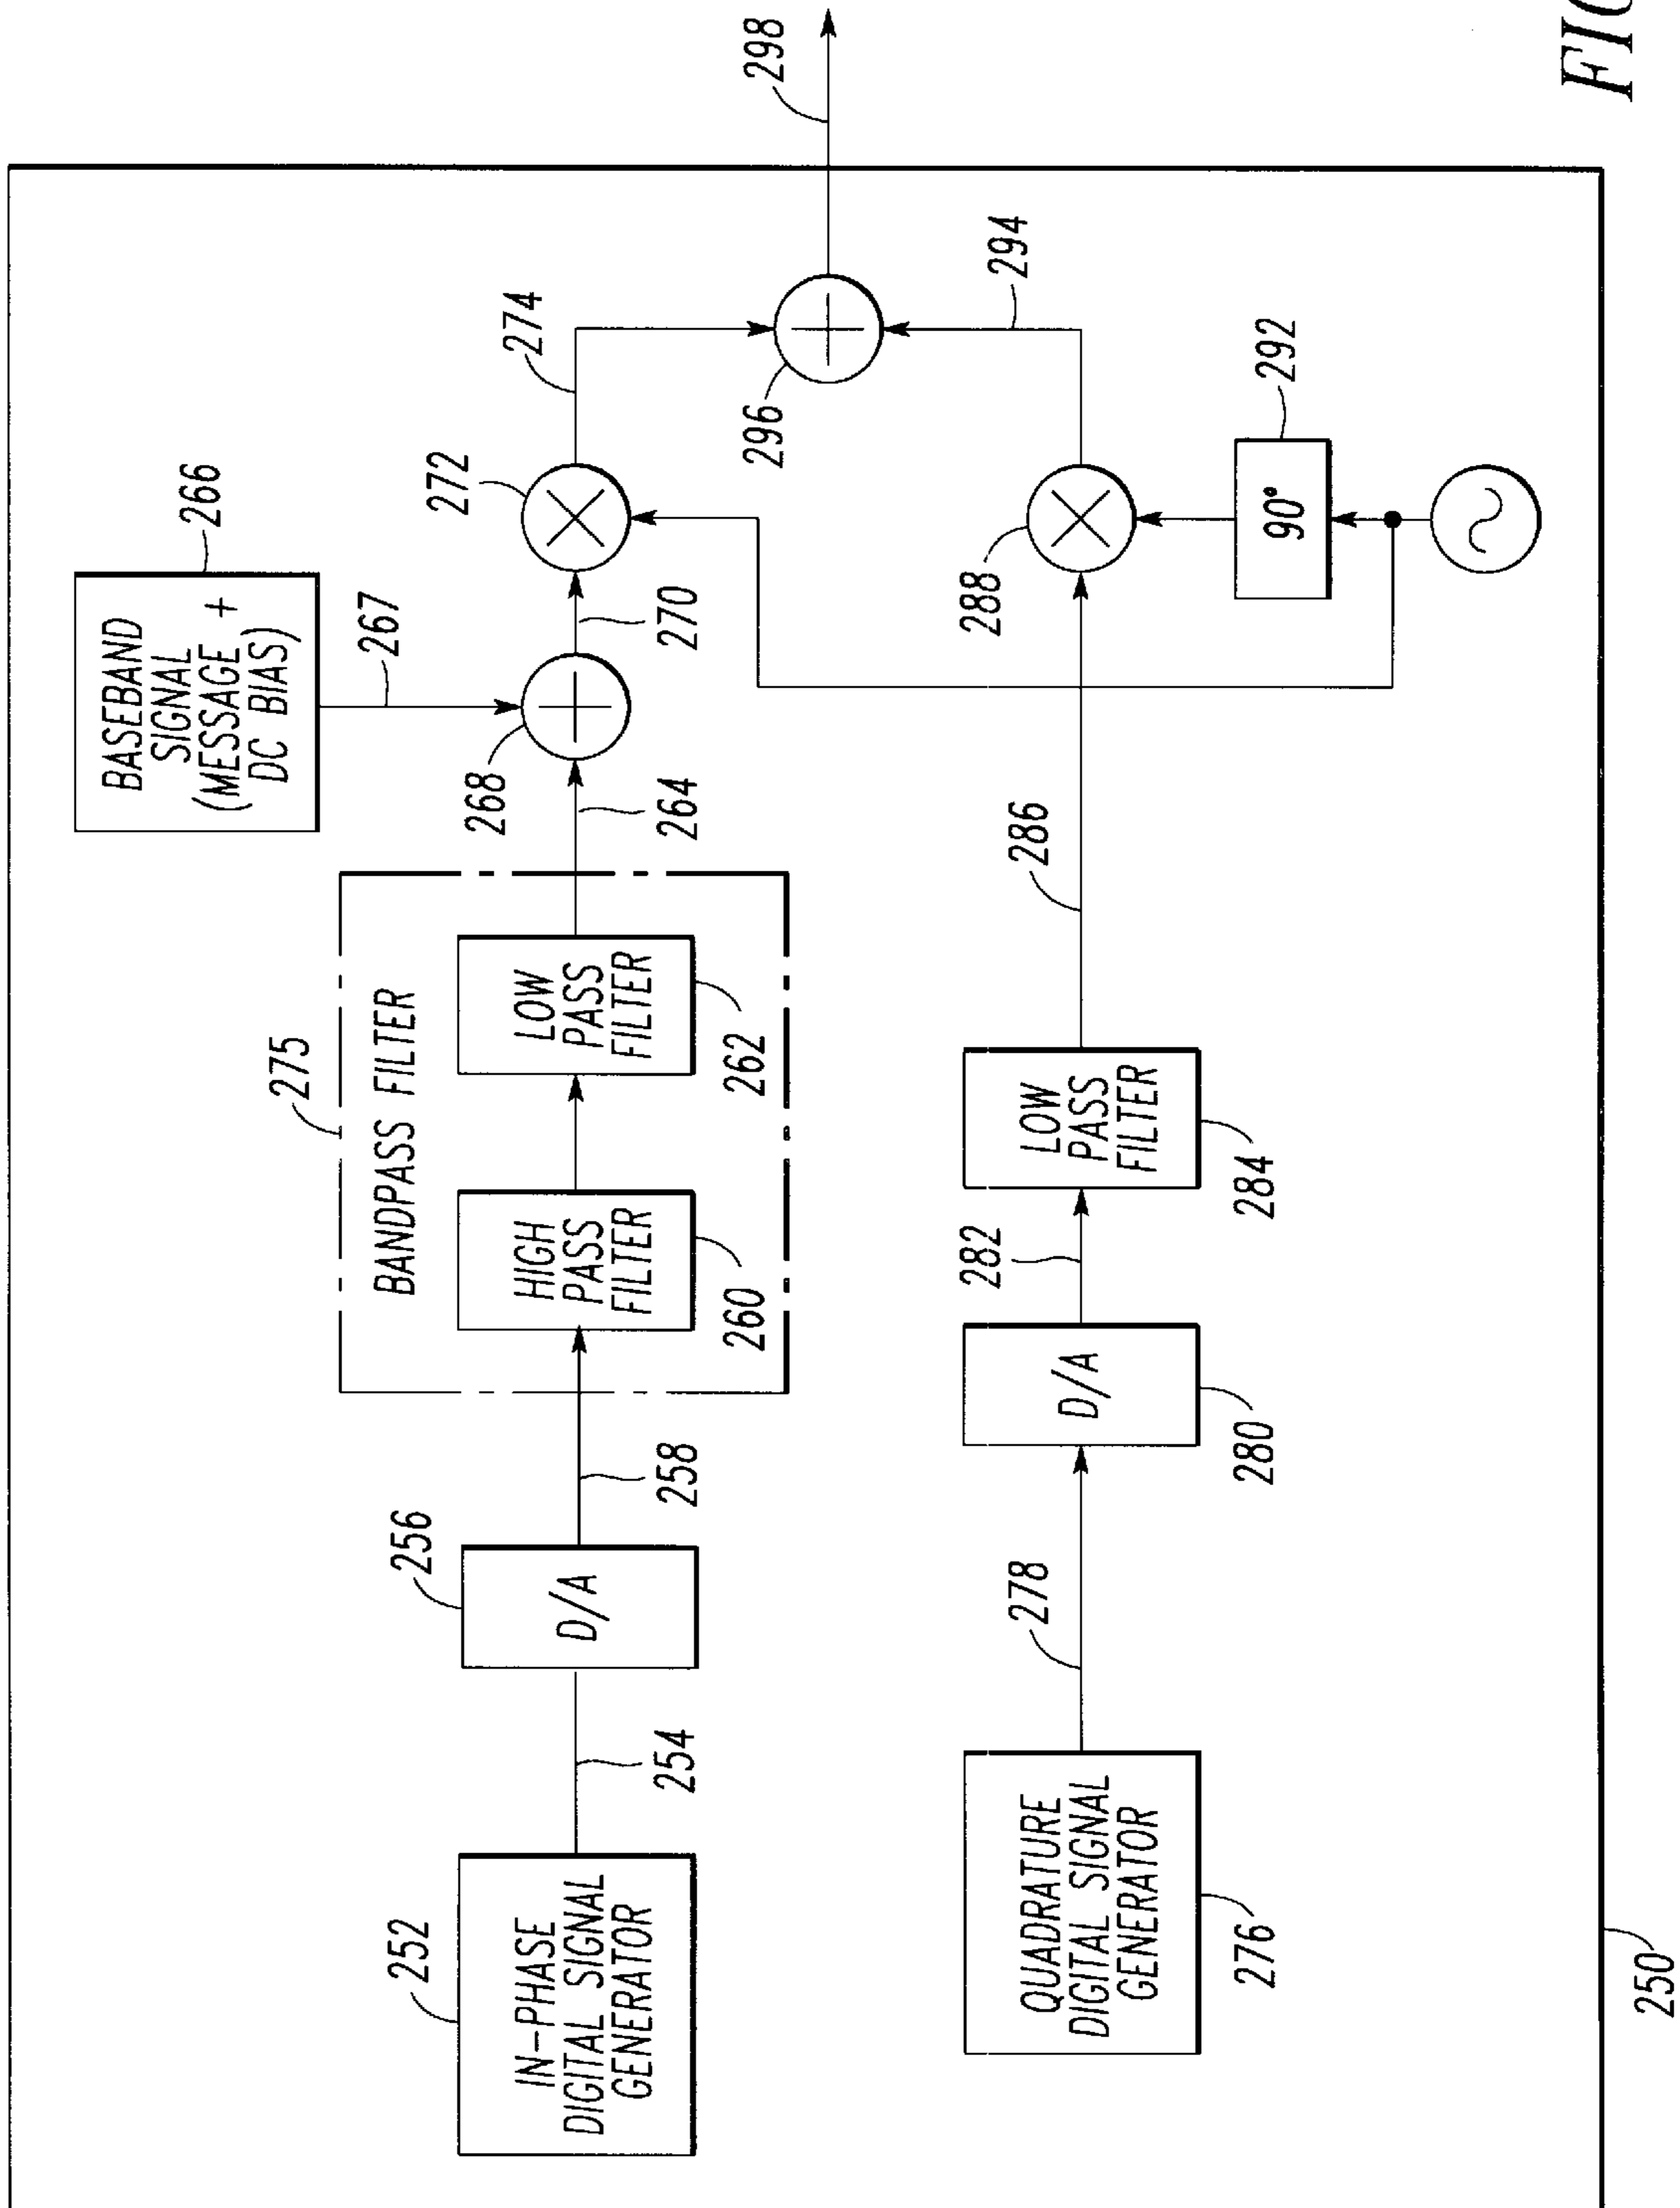 298
266
BASEBAND
SIGNAL
(MESSAGE +
DC BIAS)
267
274
272
270
268
264
296
294
275
BANDPASS FILTER
LOW
PASS
FILTER
262
HIGH
PASS
FILTER
260
256
D/A
258
252
IN-PHASE
DIGITAL SIGNAL
GENERATOR
254
288
286
292
90°
LOW
PASS
FILTER
284
282
D/A
280
278
QUADRATURE
DIGITAL SIGNAL
GENERATOR
276
250